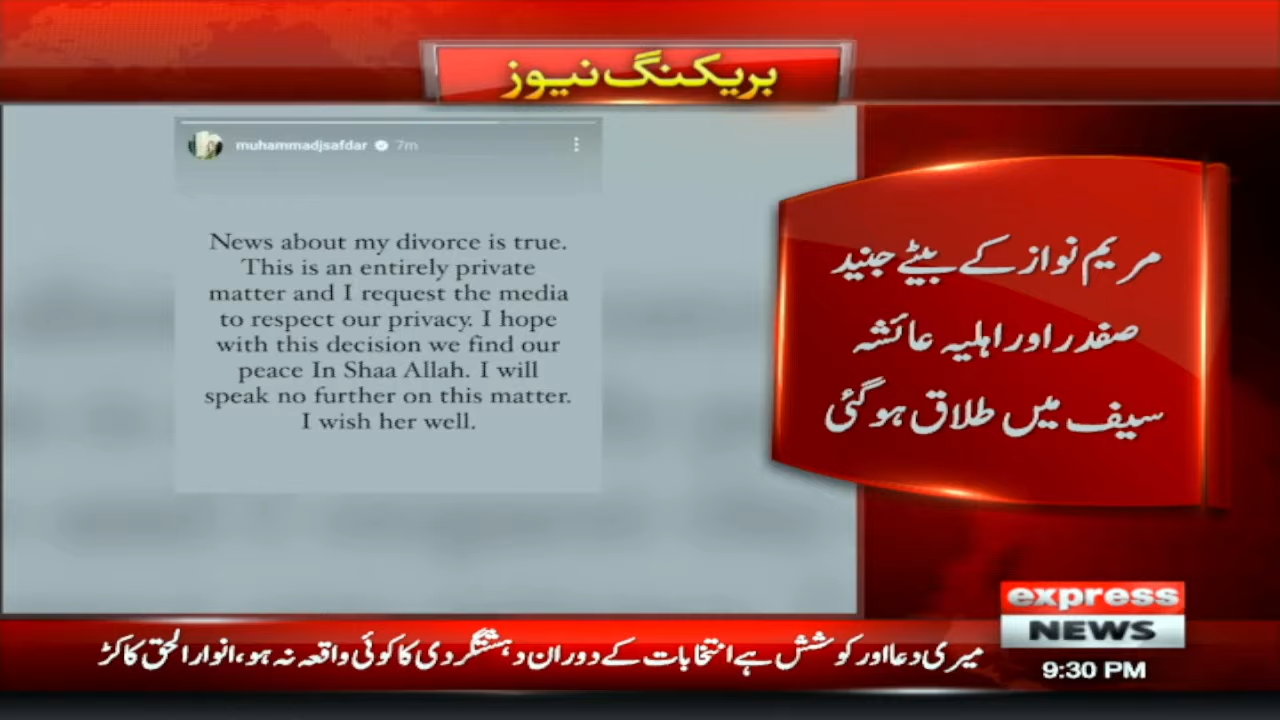 بریکنگ نیوز
muhammadjsafdar 7m
News about my divorce is true.
This is an entirely private
matter and I request the media
to respect our privacy. I hope
with this decision we find our
peace In Shaa Allah. I will
speak no further on this matter.
I wish her well.
مریم نواز کے بیٹے جنید
صفدر اور اہلیہ عائشہ
سیف میں طلاق ہو گئی
express
NEWS
9:30 PM
میری دعا اور کوشش ہے انتخابات کے دوران دہشتگردی کا کوئی واقعہ نہ ہو، انوار الحق کاکڑ